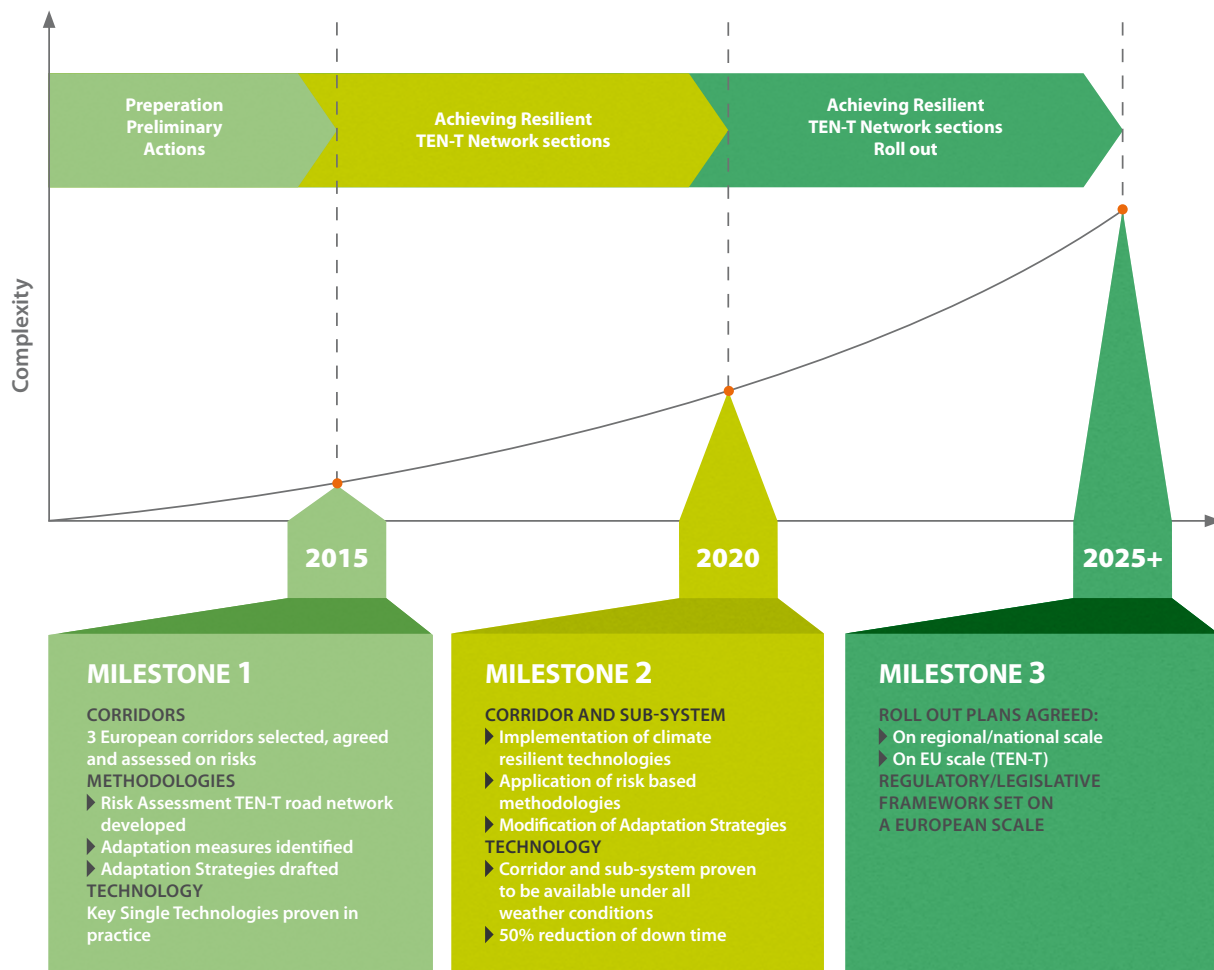 Preperation
Preliminary
Actions
Achieving Resilient
TEN-T Network sections
Achieving Resilient
TEN-T Network sections
Roll out
Complexity
2015
2020
2025+
MILESTONE 1
CORRIDORS
3 European corridors selected, agreed
and assessed on risks
METHODOLOGIES
Risk Assessment TEN-T road network
developed
Adaptation measures identified
Adaptation Strategies drafted
TECHNOLOGY
Key Single Technologies proven in
practice
MILESTONE 2
CORRIDOR AND SUB-SYSTEM
Implementation of climate
resilient technologies
Application of risk based
methodologies
Modification of Adaptation Strategies
TECHNOLOGY
Corridor and sub-system proven
to be available under all
weather conditions
50% reduction of down time
MILESTONE 3
ROLL OUT PLANS AGREED:
On regional/national scale
On EU scale (TEN-T)
REGULATORY/LEGISLATIVE
FRAMEWORK SET ON
A EUROPEAN SCALE